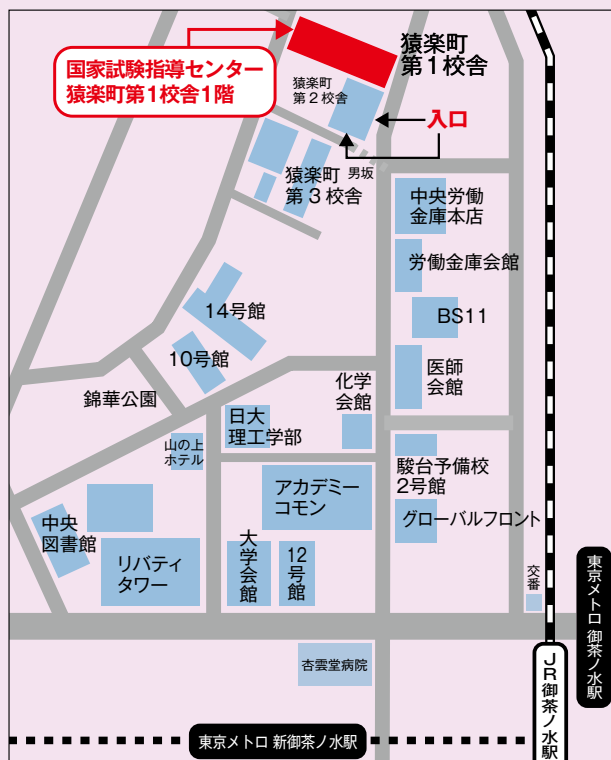 国家試験指導センター
猿楽町第1校舎1階
猿楽町
第1校舎
猿楽町
第2校舎
入口
男坂
猿楽町
第3校舎
中央労働
金庫本店
労働金庫会館
BS11
14号館
10号館
医師
会館
化学
会館
錦華公園
日大
理工学部
山の上
ホテル
駿台予備校
2号館
アカデミー
コモン
グローバルフロント
中央
図書館
リバティ
タワー
大学会館
12号館
交番
東京メトロ 御茶ノ水駅
杏雲堂病院
JR御茶ノ水駅
東京メトロ 新御茶ノ水駅